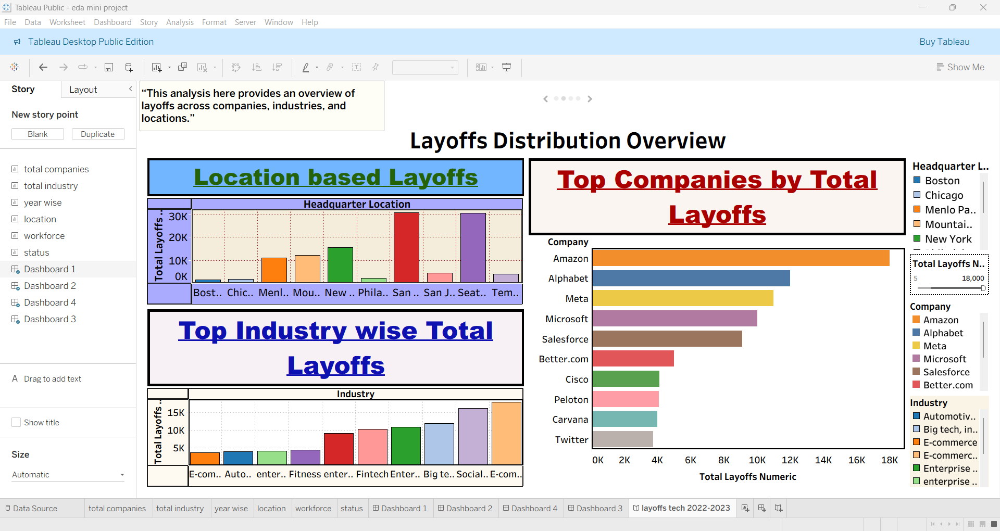 Tableau Public - eda mini project
File Data Worksheet Dashboard Story Analysis Format Server Window Help
Tableau Desktop Public Edition
Buy Tableau
Show Me
Story
Layout
New story point
Blank
Duplicate
total companies
total industry
year wise
location
workforce
status
Dashboard 1
Dashboard 2
Dashboard 4
Dashboard 3
A Drag to add text
Show title
Size
Automatic
“This analysis here provides an overview of
layoffs across companies, industries, and
locations.”
Layoffs Distribution Overview
Location based Layoffs
Headquarter Location
Total Layoffs ..
30K
20K
10K
0K
Bost.. Chic.. Menl.. Mou.. New .. Phila.. San .. San J.. Seat.. Tem..
Top Industry wise Total
Layoffs
Industry
Total Layoffs ..
15K
10K
5K
E-com.. Auto.. enter.. Fitness enter.. Fintech Enter.. Big te.. Social.. E-com..
Top Companies by Total
Layoffs
Company
Amazon
Alphabet
Meta
Microsoft
Salesforce
Better.com
Cisco
Peloton
Carvana
Twitter
0K 2K 4K 6K 8K 10K 12K 14K 16K 18K
Total Layoffs Numeric
Headquarter L..
Boston
Chicago
Menlo Pa..
Mountai..
New York
Total Layoffs N..
5 18,000
Company
Amazon
Alphabet
Meta
Microsoft
Salesforce
Better.com
Industry
Automotiv..
Big tech, in..
E-commerce
E-commerc..
Enterprise ..
enterprise ..
Data Source total companies total industry year wise location workforce status Dashboard 1 Dashboard 2 Dashboard 4 Dashboard 3 layoffs tech 2022-2023